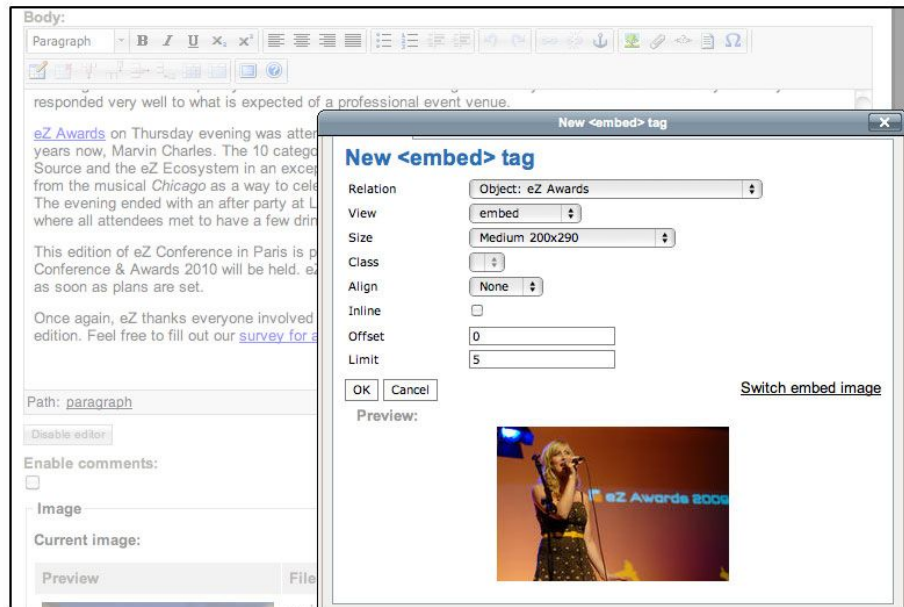 Body:
Paragraph B I U x₂ x² Ω
responded very well to what is expected of a professional event venue.
eZ Awards on Thursday evening was atter
years now, Marvin Charles. The 10 catego
Source and the eZ Ecosystem in an excep
from the musical Chicago as a way to cele
The evening ended with an after party at L
where all attendees met to have a few drin
This edition of eZ Conference in Paris is p
Conference & Awards 2010 will be held. eZ
as soon as plans are set.
Once again, eZ thanks everyone involved
edition. Feel free to fill out our survey for a
Path: paragraph
Disable editor
Enable comments:
Image
Current image:
Preview File
New <embed> tag
New <embed> tag
Relation Object: eZ Awards
View embed
Size Medium 200x290
Class
Align None
Inline
Offset 0
Limit 5
OK Cancel Switch embed image
Preview:
eZ Awards 2009